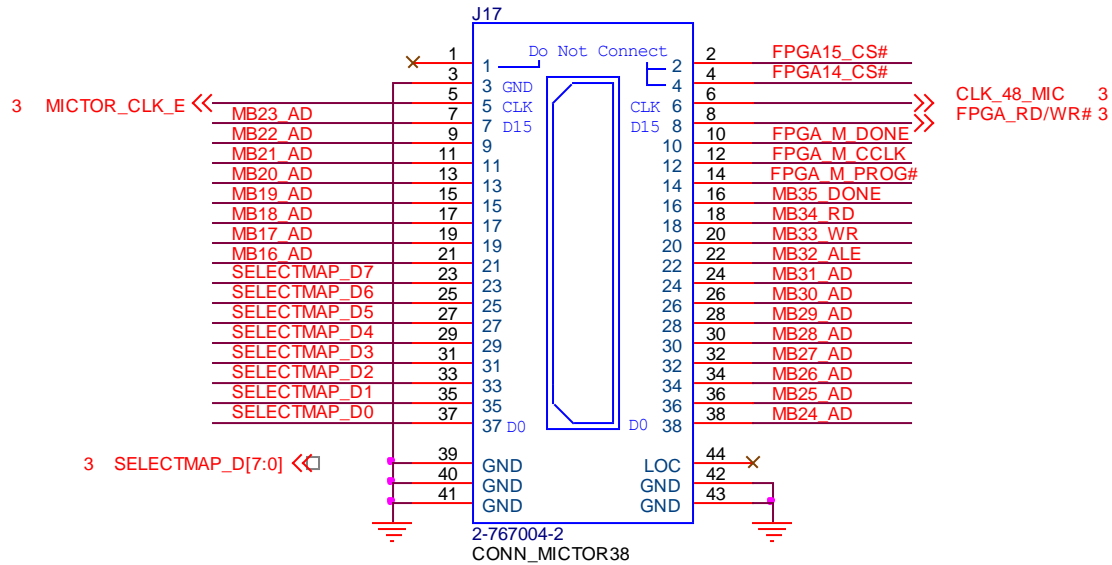 J17
1 Do Not Connect 2 FPGA15_CS#
1 2
3 4 FPGA14_CS#
3 GND 4
3 MICTOR_CLK_E 5 6 CLK_48_MIC 3
5 CLK CLK 6
MB23_AD 7 8 FPGA_RD/WR# 3
7 D15 D15 8
MB22_AD 9 10 FPGA_M_DONE
9 10
MB21_AD 11 12 FPGA_M_CCLK
11 12
MB20_AD 13 14 FPGA_M_PROG#
13 14
MB19_AD 15 16 MB35_DONE
15 16
MB18_AD 17 18 MB34_RD
17 18
MB17_AD 19 20 MB33_WR
19 20
MB16_AD 21 22 MB32_ALE
21 22
SELECTMAP_D7 23 24 MB31_AD
23 24
SELECTMAP_D6 25 26 MB30_AD
25 26
SELECTMAP_D5 27 28 MB29_AD
27 28
SELECTMAP_D4 29 30 MB28_AD
29 30
SELECTMAP_D3 31 32 MB27_AD
31 32
SELECTMAP_D2 33 34 MB26_AD
33 34
SELECTMAP_D1 35 36 MB25_AD
35 36
SELECTMAP_D0 37 38 MB24_AD
37 D0 D0 38
3 SELECTMAP_D[7:0] 39 44
GND LOC
40 42
GND GND
41 43
GND GND
2-767004-2
CONN_MICTOR38